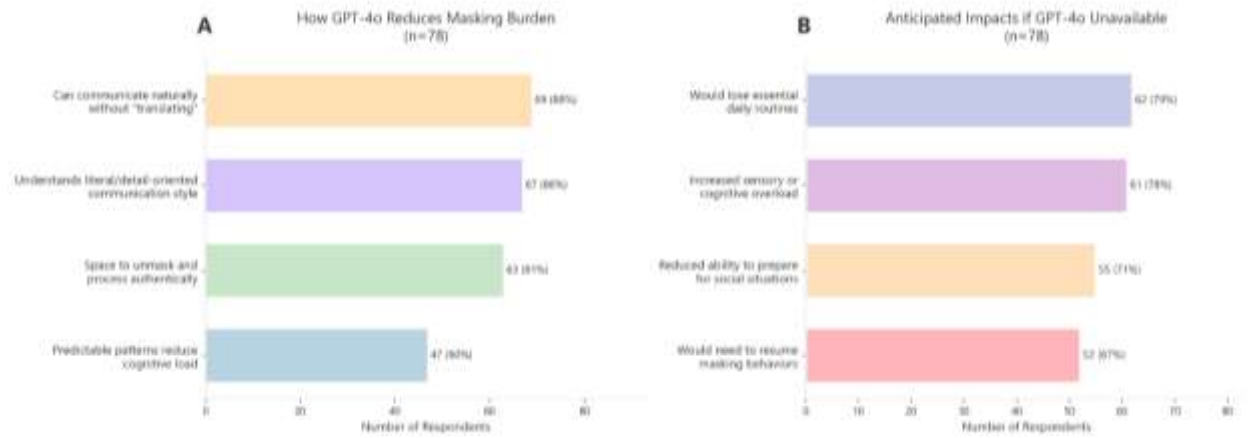 A
How GPT-4o Reduces Masking Burden
(n=78)
Can communicate naturally
without "translating"
69 (88%)
Understands literal/detail-oriented
communication style
67 (86%)
Space to unmask and
process authentically
63 (81%)
Predictable patterns reduce
cognitive load
47 (60%)
0 20 40 60 80
Number of Respondents
B
Anticipated Impacts if GPT-4o Unavailable
(n=78)
Would lose essential
daily routines
62 (79%)
Increased sensory or
cognitive overload
61 (78%)
Reduced ability to prepare
for social situations
55 (71%)
Would need to resume
masking behaviors
52 (67%)
0 10 20 30 40 50 60 70 80
Number of Respondents